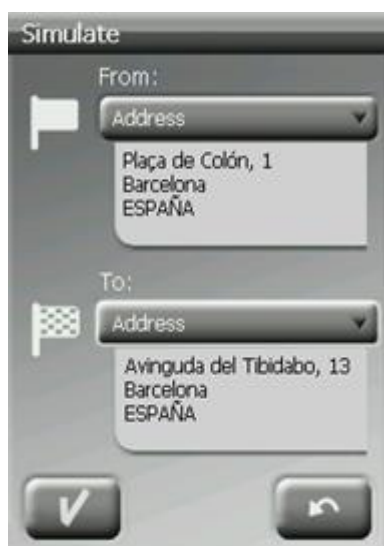 Simulate
From:
Address
Plaça de Colón, 1
Barcelona
ESPAÑA
To:
Address
Avinguda del Tibidabo, 13
Barcelona
ESPAÑA